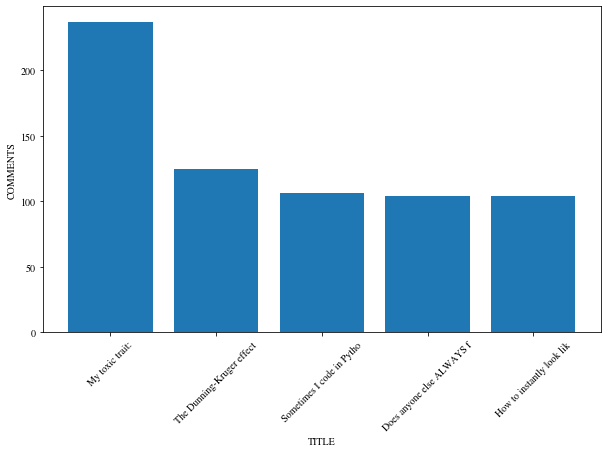 200
150
100
50
0
COMMENTS
My toxic trait:
The Dunning-Kruger effect
Sometimes I code in Pytho
Does anyone else ALWAYS f
How to instantly look lik
TITLE